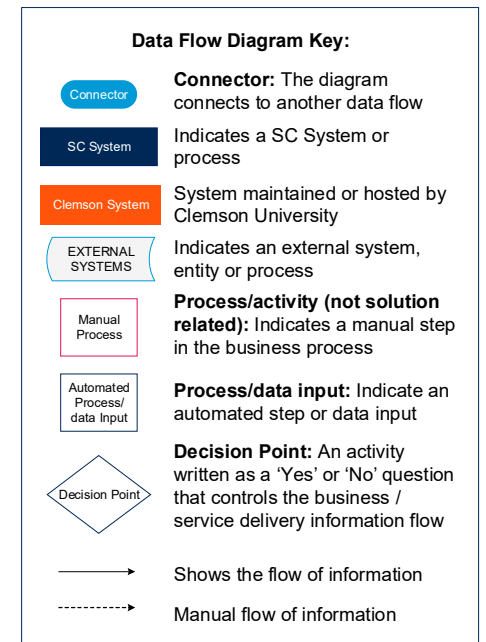 Data Flow Diagram Key:
Connector
Connector: The diagram
connects to another data flow
SC System
Indicates a SC System or
process
Clemson System
System maintained or hosted by
Clemson University
EXTERNAL
SYSTEMS
Indicates an external system,
entity or process
Manual
Process
Process/activity (not solution
related): Indicates a manual step
in the business process
Automated
Process/
data Input
Process/data input: Indicate an
automated step or data input
Decision Point
Decision Point: An activity
written as a ‘Yes’ or ‘No’ question
that controls the business /
service delivery information flow
Shows the flow of information
Manual flow of information